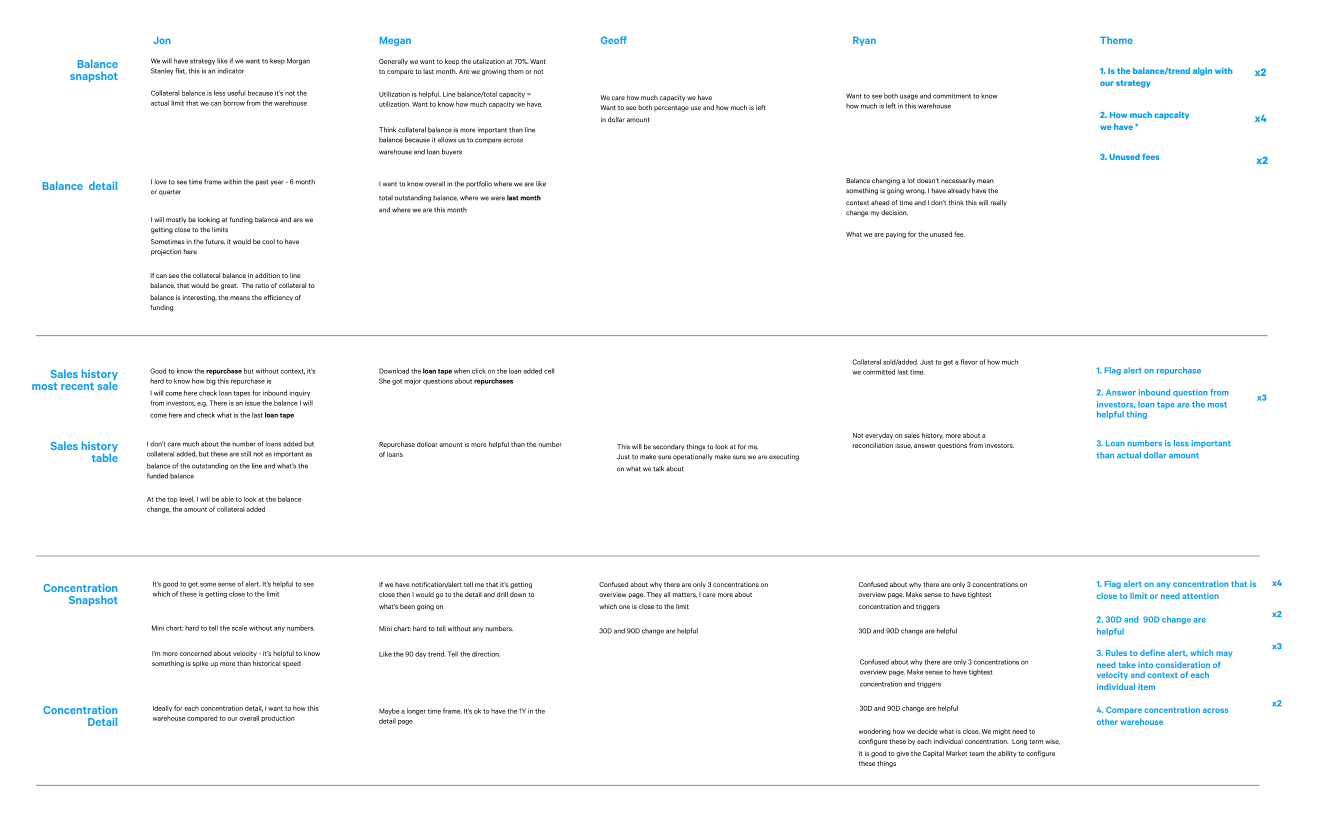 Jon
Megan
Geoff
Ryan
Theme
Balance
snapshot
We will have strategy like if we want to keep Morgan
Stanley flat, this is an indicator
Collateral balance is less useful because it's not the
actual limit that we can borrow from the warehouse
Generally we want to keep the utalization at 70%. Want
to compare to last month. Are we growing them or not
Utilization is helpful. Line balance/total capacity =
utilization. Want to know how much capacity we have.
Think collateral balance is more important than line
balance because it allows us to compare across
warehouse and loan buyers
We care how much capacity we have
Want to see both percentage use and how much is left
in dollar amount
Want to see both usage and commitment to know
how much is left in this warehouse
1. Is the balance/trend algin with
our strategy
x2
2. How much capcaity
we have *
x4
3. Unused fees
x2
Balance detail
I love to see time frame within the past year - 6 month
or quarter
I will mostly be looking at funding balance and are we
getting close to the limits
Sometimes in the future, it would be cool to have
projection here
If can see the collateral balance in addition to line
balance, that would be great. The ratio of collateral to
balance is interesting, the means the efficiency of
funding
I want to know overall in the portfolio where we are like
total outstanding balance, where we were last month
and where we are this month
Balance changing a lot doesn't necessarily mean
something is going wrong. I have already have the
context ahead of time and I don't think this will really
change my decision.
What we are paying for the unused fee.
Sales history
most recent sale
Good to know the repurchase but without context, it's
hard to know how big this repurchase is
I will come here check loan tapes for inbound inquiry
from investors, e.g. There is an issue the balance I will
come here and check what is the last loan tape
Download the loan tape when click on the loan added cell
She got major questions about repurchases
Collateral sold/added. Just to get a flavor of how much
we committed last time.
1. Flag alert on repurchase
2. Answer inbound question from
investors, loan tape are the most
helpful thing
x3
3. Loan numbers is less important
than actual dollar amount
Sales history
table
I don't care much about the number of loans added but
collateral added, but these are still not as important as
balance of the outstanding on the line and what's the
funded balance
At the top level, I will be able to look at the balance
change, the amount of collateral added
Repurchase dolloar amount is more helpful than the number
of loans
This will be secondary things to look at for me.
Just to make sure operationally make sure we are executing
on what we talk about
Not everyday on sales history, more about a
reconciliation issue, answer questions from investors.
Concentration
Snapshot
It's good to get some sense of alert. It's helpful to see
which of these is getting close to the limit
Mini chart: hard to tell the scale without any numbers.
I'm more concerned about velocity - it's helpful to know
something is spike up more than historical speed
If we have notification/alert tell me that it's getting
close then I would go to the detail and drill down to
what's been going on
Mini chart: hard to tell without any numbers.
Like the 90 day trend. Tell the direction.
Confused about why there are only 3 concentrations on
overview page. They all matters, I care more about
which one is close to the limit
30D and 90D change are helpful
Confused about why there are only 3 concentrations on
overview page. Make sense to have tightest
concentration and triggers
30D and 90D change are helpful
Confused about why there are only 3 concentrations on
overview page. Make sense to have tightest
concentration and triggers
1. Flag alert on any concentration that is
close to limit or need attention
x4
2. 30D and 90D change are
helpful
x2
3. Rules to define alert, which may
need take into consideration of
velocity and context of each
individual item
x3
4. Compare concentration across
other warehouse
x2
Concentration
Detail
Ideally for each concentration detail, I want to how this
warehouse compared to our overall production
Maybe a longer time frame. It's ok to have the 1Y in the
detail page
30D and 90D change are helpful
wondering how we decide what is close. We might need to
configure these by each individual concentration. Long term wise,
it is good to give the Capital Market team the ability to configure
these things